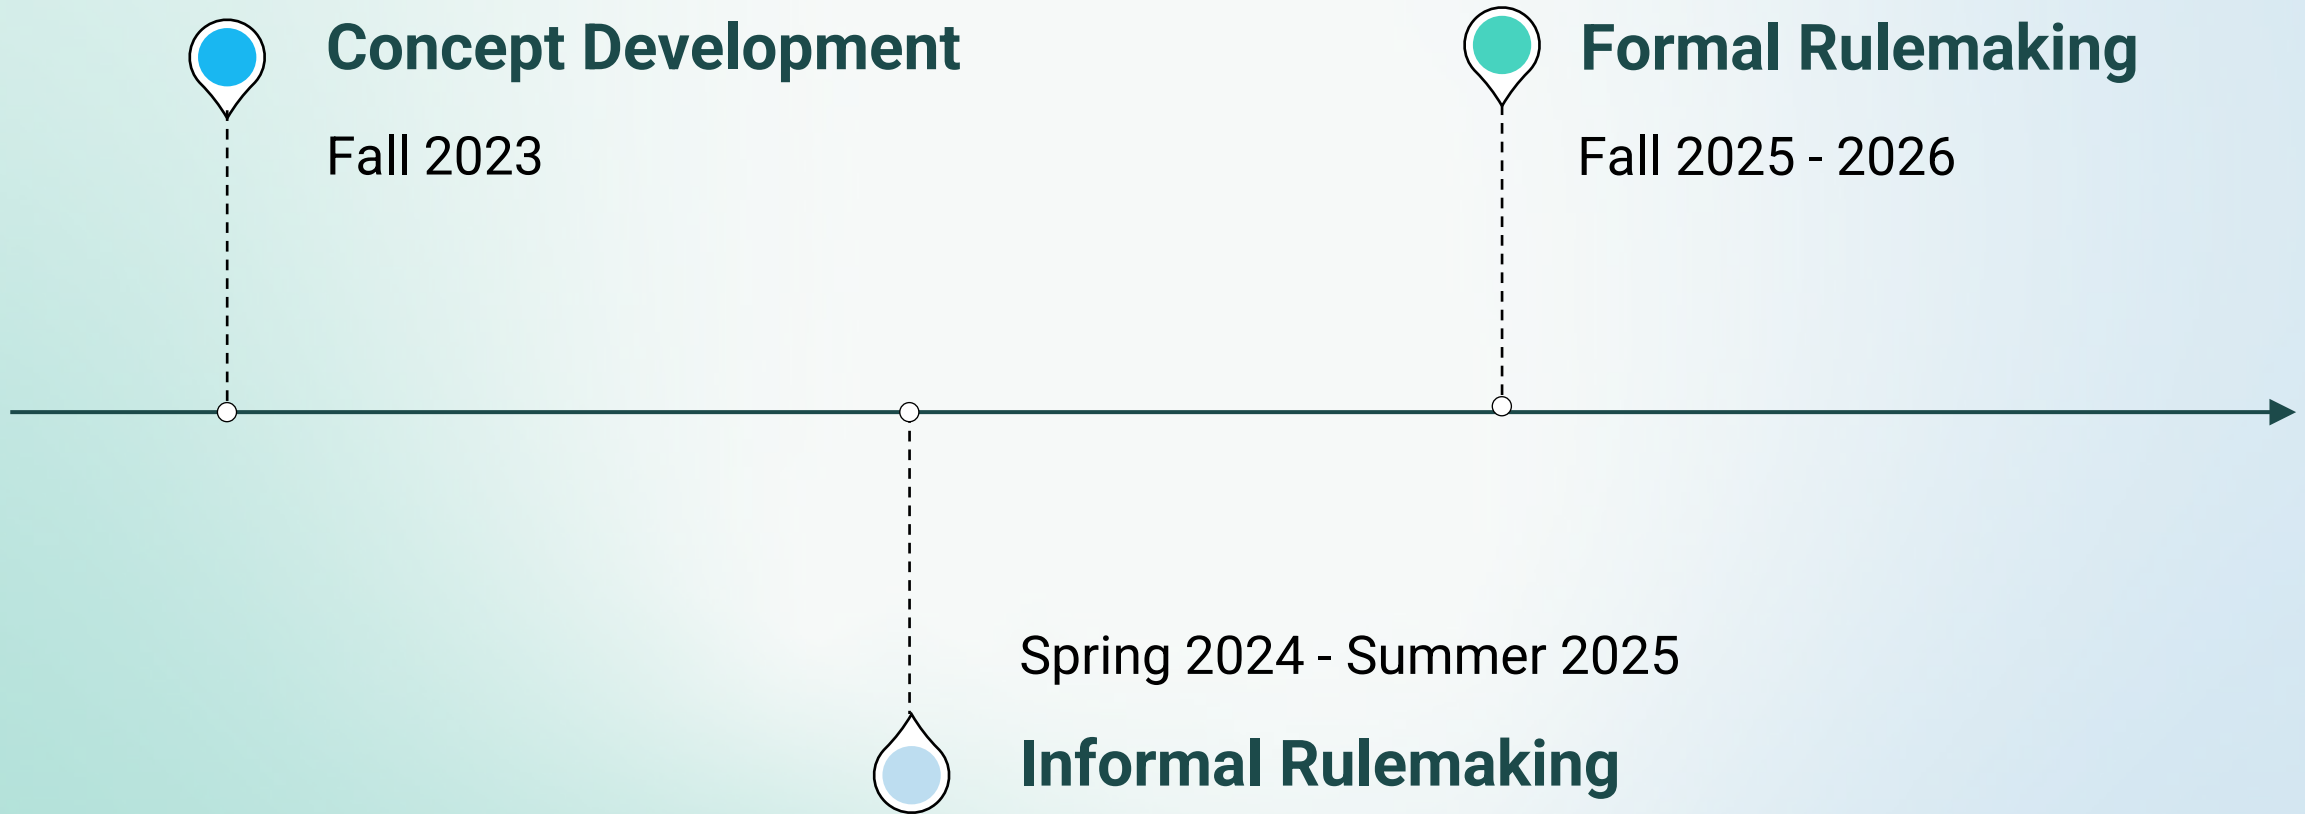 Concept Development
Fall 2023
Formal Rulemaking
Fall 2025 - 2026
Spring 2024 - Summer 2025
Informal Rulemaking